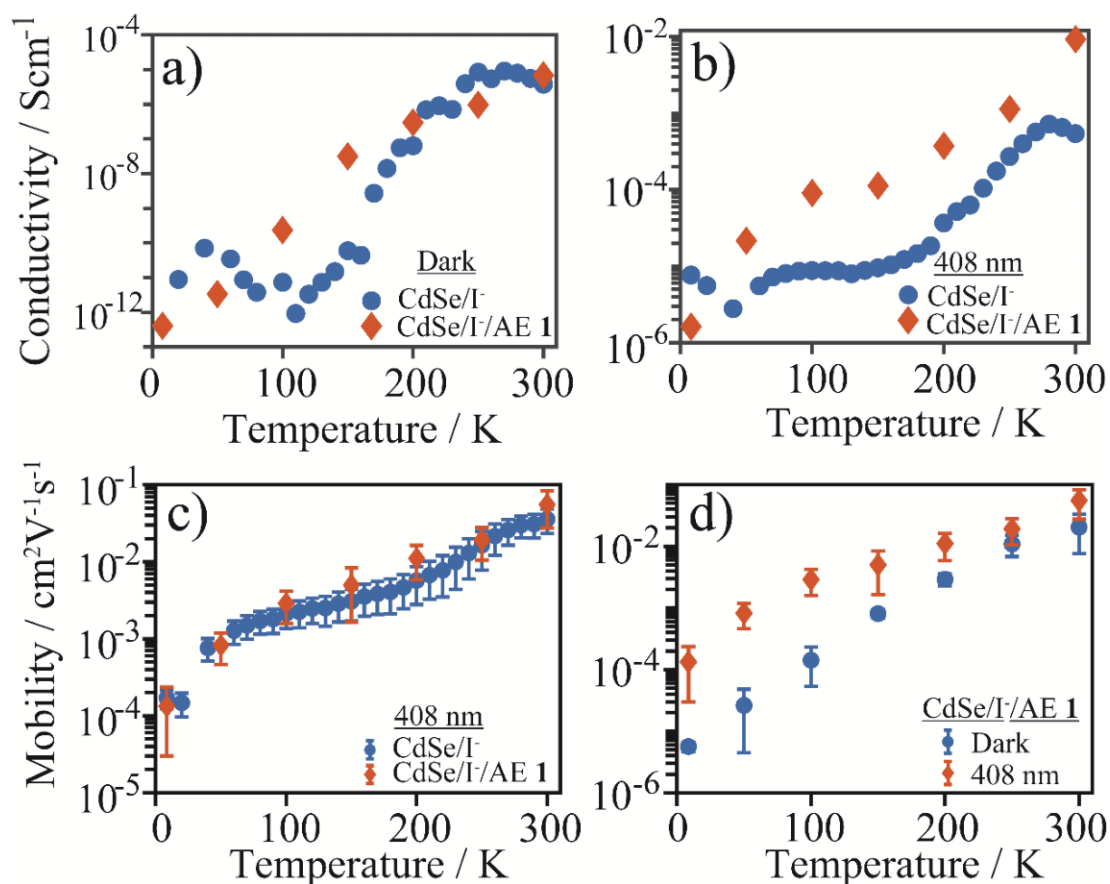 a)
Conductivity / Scm⁻¹
10⁻⁴
10⁻⁸
10⁻¹²
Dark
CdSe/I⁻
CdSe/I⁻/AE 1
0 100 200 300
Temperature / K
b)
10⁻²
10⁻⁴
10⁻⁶
408 nm
CdSe/I⁻
CdSe/I⁻/AE 1
0 100 200 300
Temperature / K
c)
Mobility / cm²V⁻¹s⁻¹
10⁻¹
10⁻²
10⁻³
10⁻⁴
10⁻⁵
408 nm
CdSe/I⁻
CdSe/I⁻/AE 1
0 100 200 300
Temperature / K
d)
10⁻²
10⁻⁴
10⁻⁶
CdSe/I⁻/AE 1
Dark
408 nm
0 100 200 300
Temperature / K